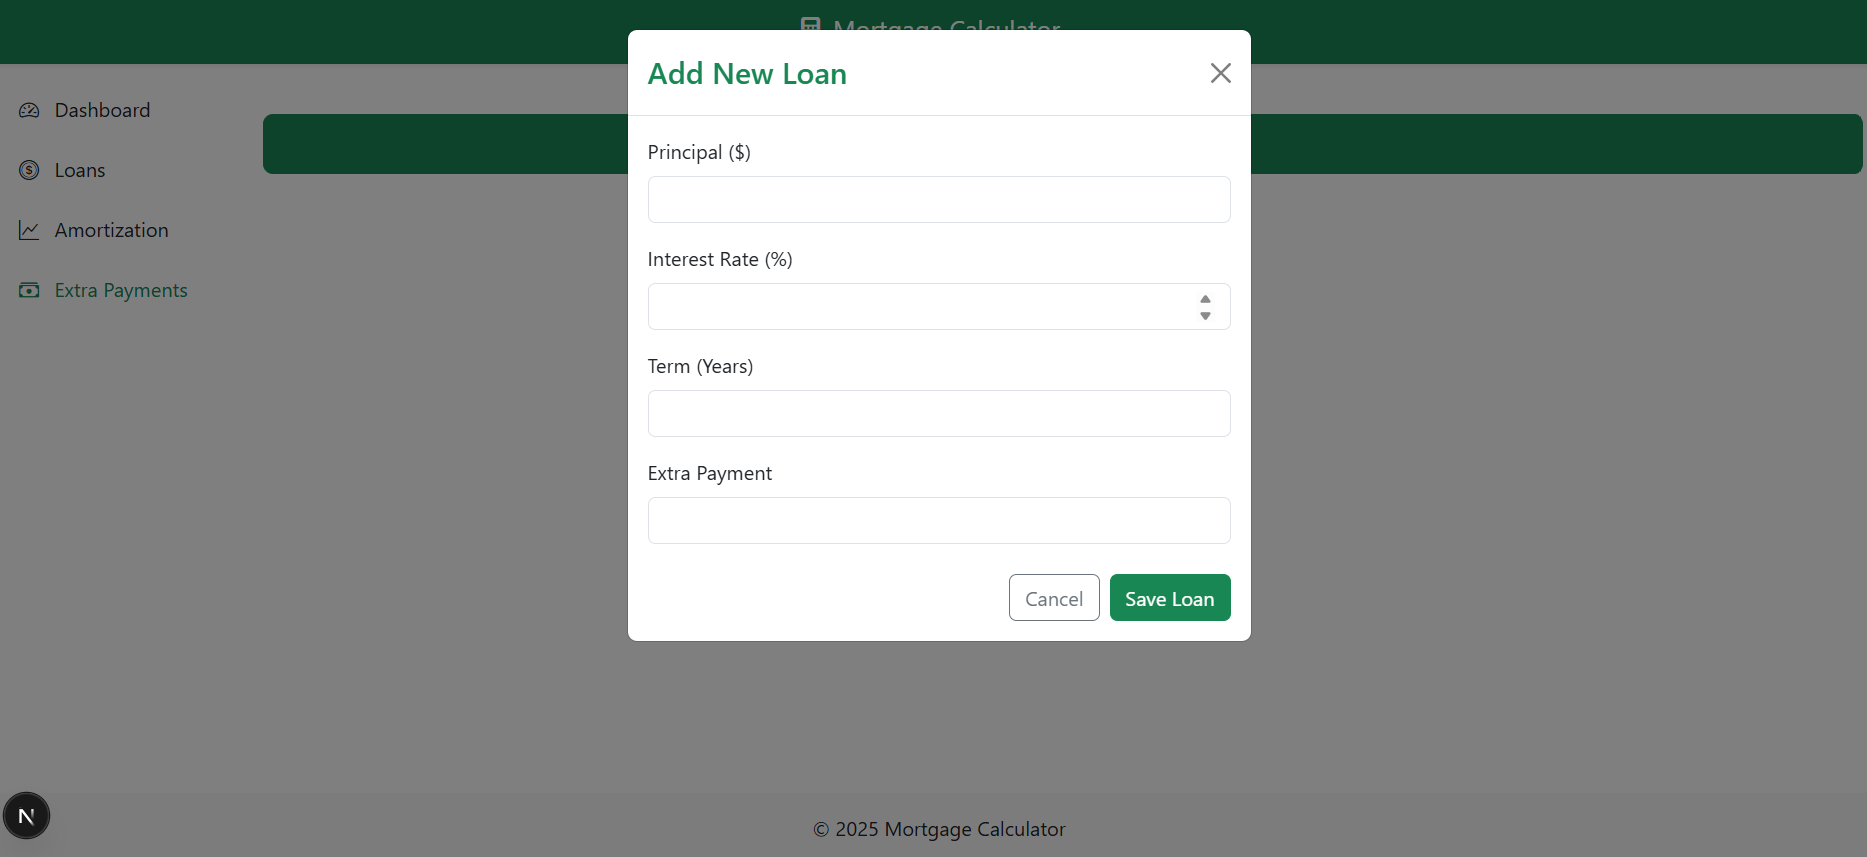 Mortgage Calculator
Add New Loan
Dashboard
Loans
Amortization
Extra Payments
Principal ($)
Interest Rate (%)
Term (Years)
Extra Payment
Cancel
Save Loan
N
© 2025 Mortgage Calculator